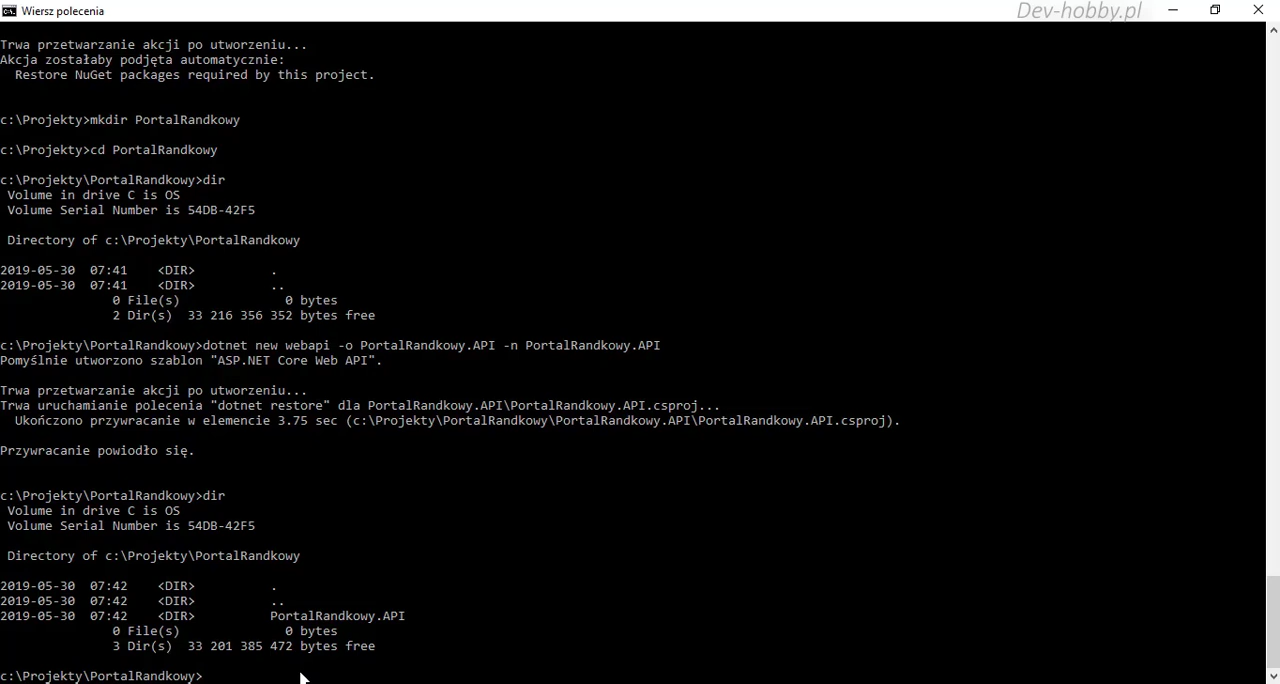 Wiersz polecenia
Dev-hobby.pl
Trwa przetwarzanie akcji po utworzeniu...
Akcja zostałaby podjęta automatycznie:
  Restore NuGet packages required by this project.
c:\Projekty>mkdir PortalRandkowy
c:\Projekty>cd PortalRandkowy
c:\Projekty\PortalRandkowy>dir
 Volume in drive C is OS
 Volume Serial Number is 54DB-42F5
 Directory of c:\Projekty\PortalRandkowy
2019-05-30  07:41    <DIR>          .
2019-05-30  07:41    <DIR>          ..
               0 File(s)              0 bytes
               2 Dir(s)  33 216 356 352 bytes free
c:\Projekty\PortalRandkowy>dotnet new webapi -o PortalRandkowy.API -n PortalRandkowy.API
Pomyślnie utworzono szablon "ASP.NET Core Web API".
Trwa przetwarzanie akcji po utworzeniu...
Trwa uruchamianie polecenia "dotnet restore" dla PortalRandkowy.API\PortalRandkowy.API.csproj...
  Ukończono przywracanie w elemencie 3.75 sec (c:\Projekty\PortalRandkowy\PortalRandkowy.API\PortalRandkowy.API.csproj).
Przywracanie powiodło się.
c:\Projekty\PortalRandkowy>dir
 Volume in drive C is OS
 Volume Serial Number is 54DB-42F5
 Directory of c:\Projekty\PortalRandkowy
2019-05-30  07:42    <DIR>          .
2019-05-30  07:42    <DIR>          ..
2019-05-30  07:42    <DIR>          PortalRandkowy.API
               0 File(s)              0 bytes
               3 Dir(s)  33 201 385 472 bytes free
c:\Projekty\PortalRandkowy>